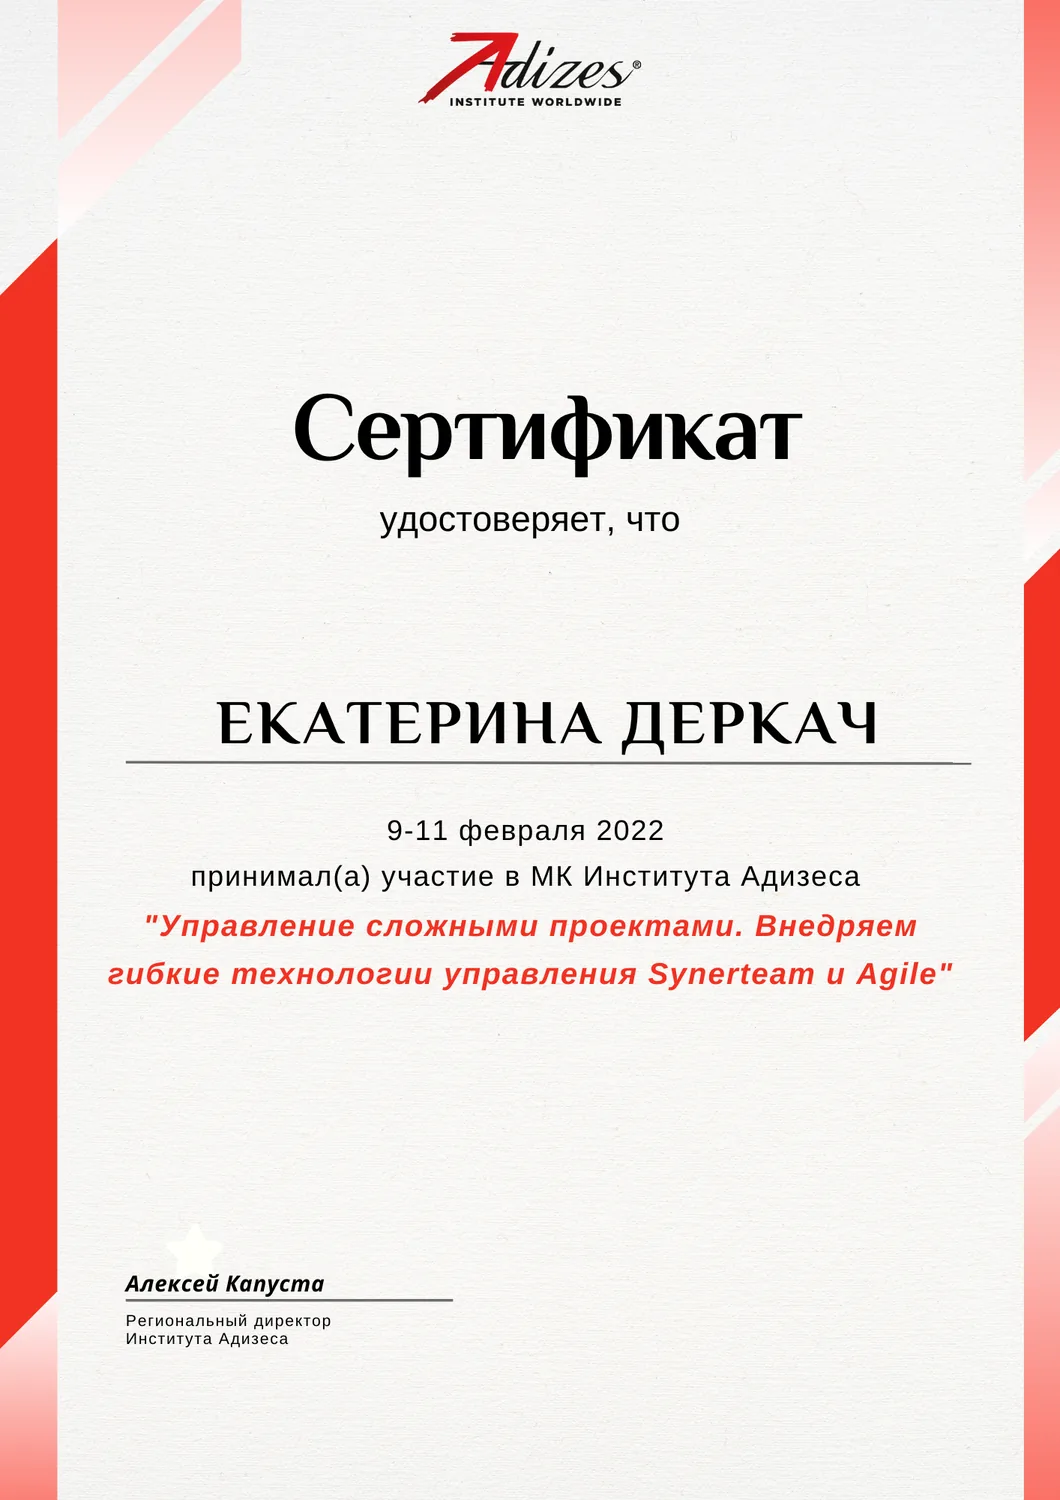 Adizes®
INSTITUTE WORLDWIDE
Сертификат
удостоверяет, что
ЕКАТЕРИНА ДЕРКАЧ
9-11 февраля 2022
принимал(а) участие в МК Института Адизеса
"Управление сложными проектами. Внедряем
гибкие технологии управления Synerteam и Agile"
Алексей Капуста
Региональный директор
Института Адизеса